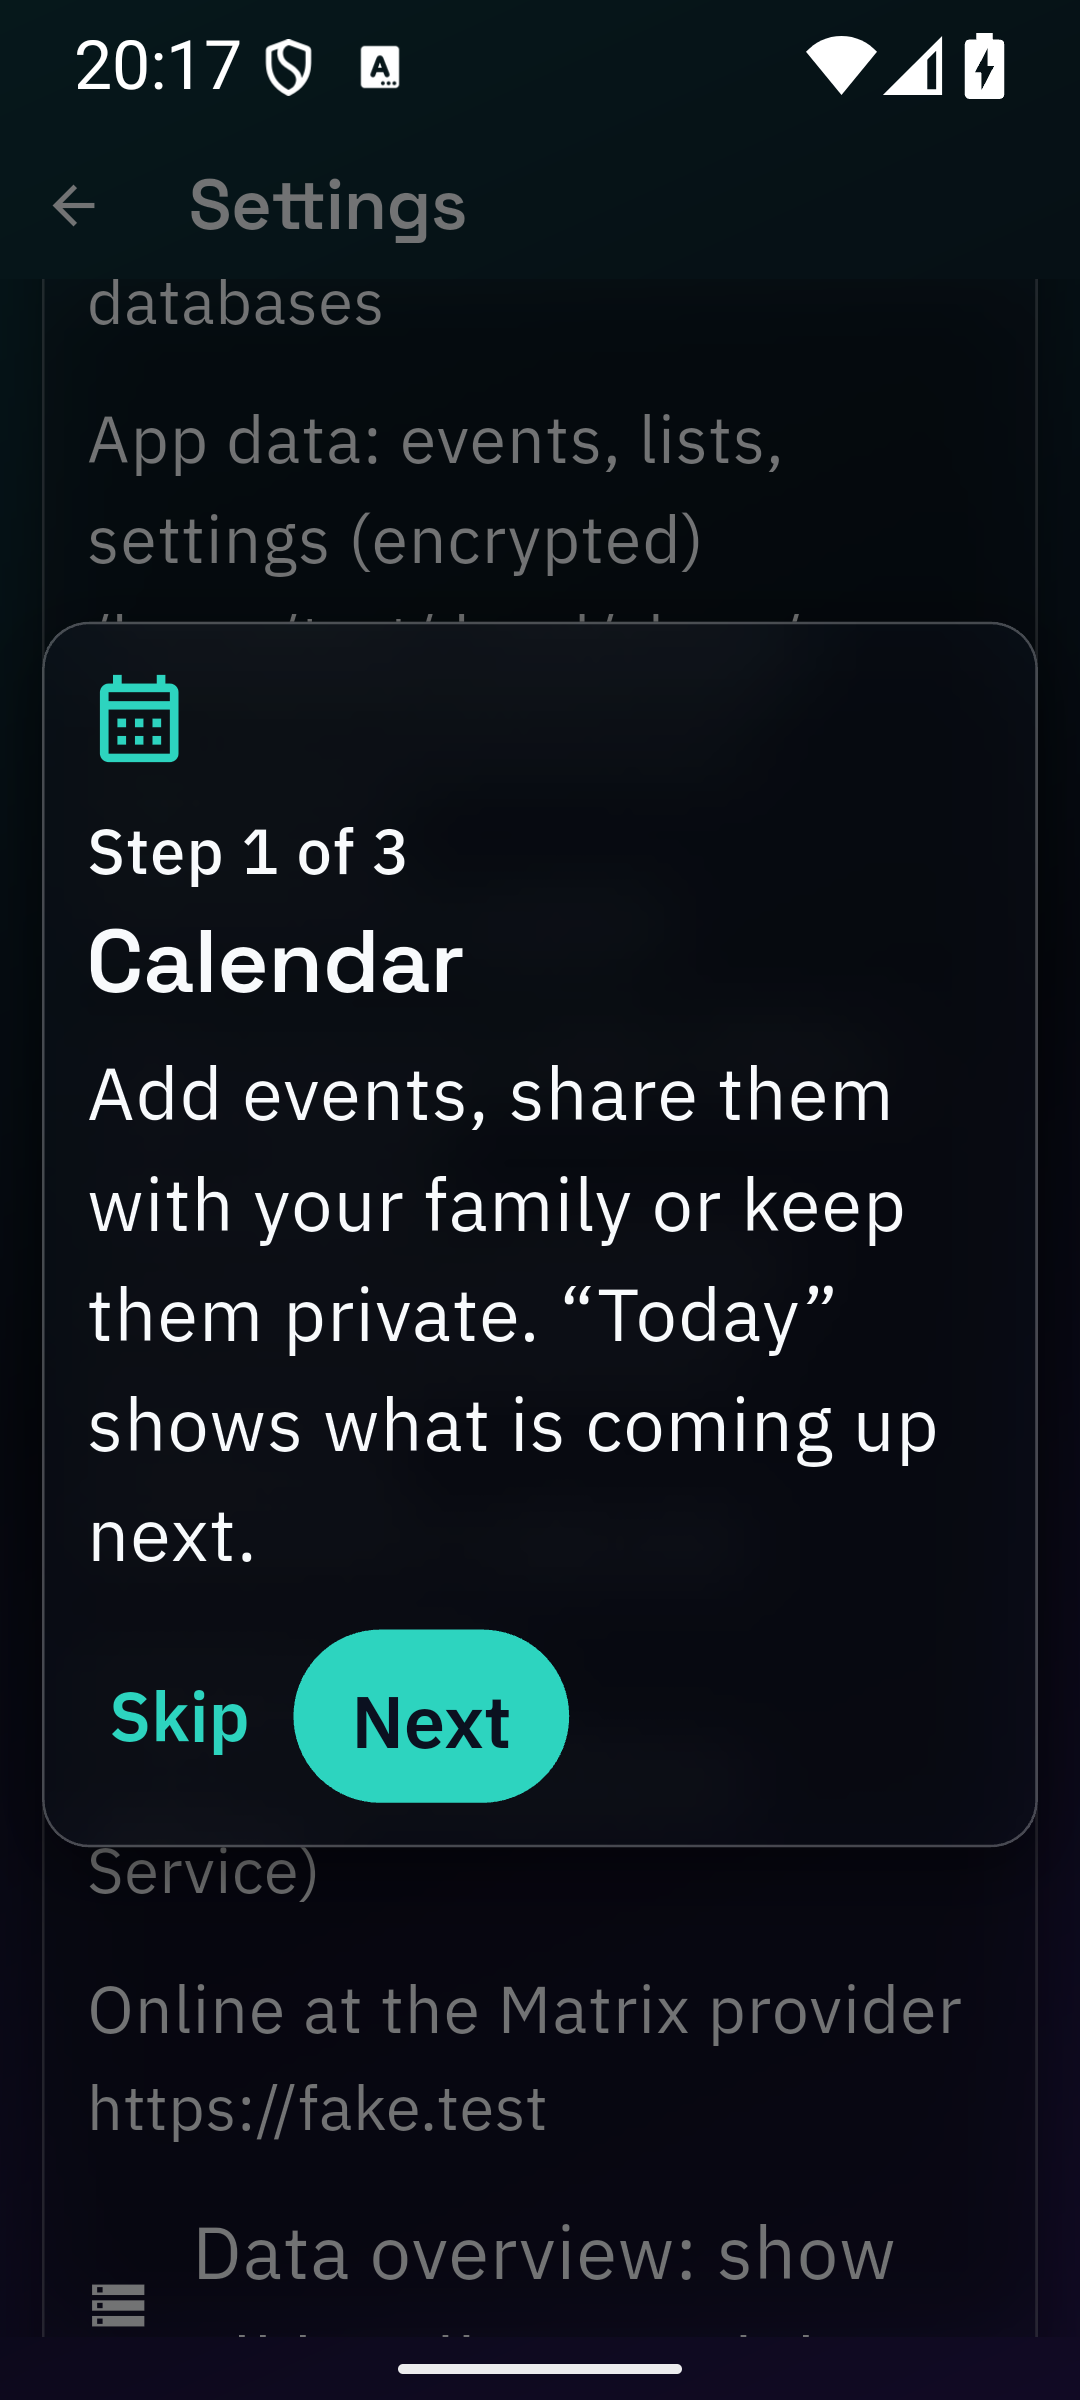 20:17
Settings
databases
App data: events, lists,
settings (encrypted)
Step 1 of 3
Calendar
Add events, share them
with your family or keep
them private. “Today”
shows what is coming up
next.
Skip
Next
Service)
Online at the Matrix provider
https://fake.test
Data overview: show